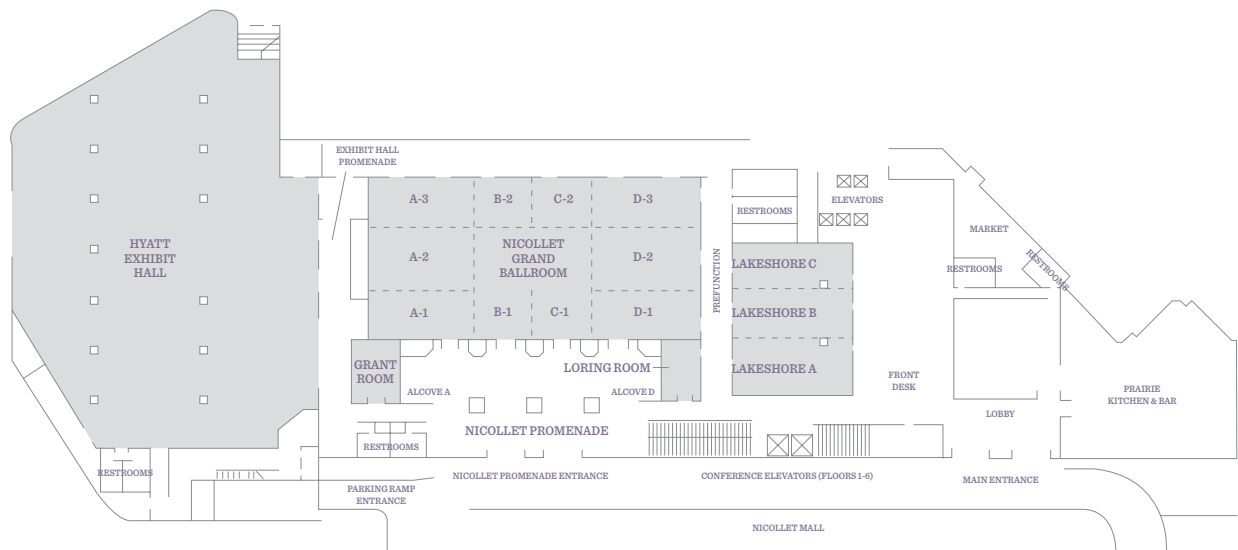 EXHIBIT HALL
PROMENADE
A-3
B-2
C-2
D-3
RESTROOMS
ELEVATORS
MARKET
HYATT
EXHIBIT
HALL
A-2
NICOLLET
GRAND
BALLROOM
D-2
PREFUNCTION
LAKESHORE C
RESTROOMS
RESTROOMS
A-1
B-1
C-1
D-1
LAKESHORE B
GRANT
ROOM
LORING ROOM
LAKESHORE A
ALCOVE A
ALCOVE D
FRONT
DESK
PRAIRIE
KITCHEN & BAR
LOBBY
NICOLLET PROMENADE
RESTROOMS
RESTROOMS
NICOLLET PROMENADE ENTRANCE
CONFERENCE ELEVATORS (FLOORS 1-6)
MAIN ENTRANCE
PARKING RAMP
ENTRANCE
NICOLLET MALL